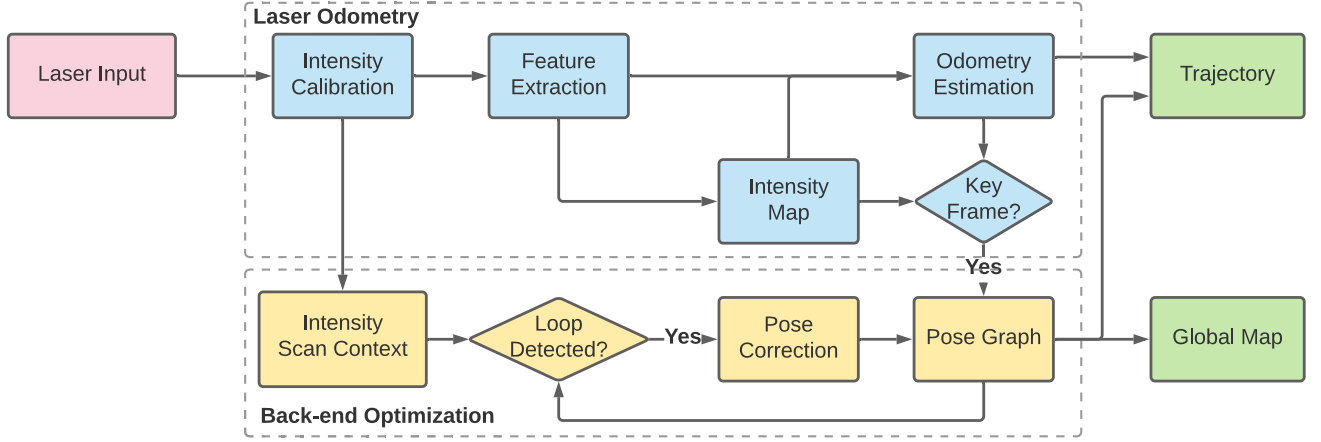 Laser Odometry
Laser Input
Intensity
Calibration
Feature
Extraction
Odometry
Estimation
Trajectory
Intensity
Map
Key
Frame?
Yes
Intensity
Scan Context
Loop
Detected?
Yes
Pose
Correction
Pose Graph
Global Map
Back-end Optimization